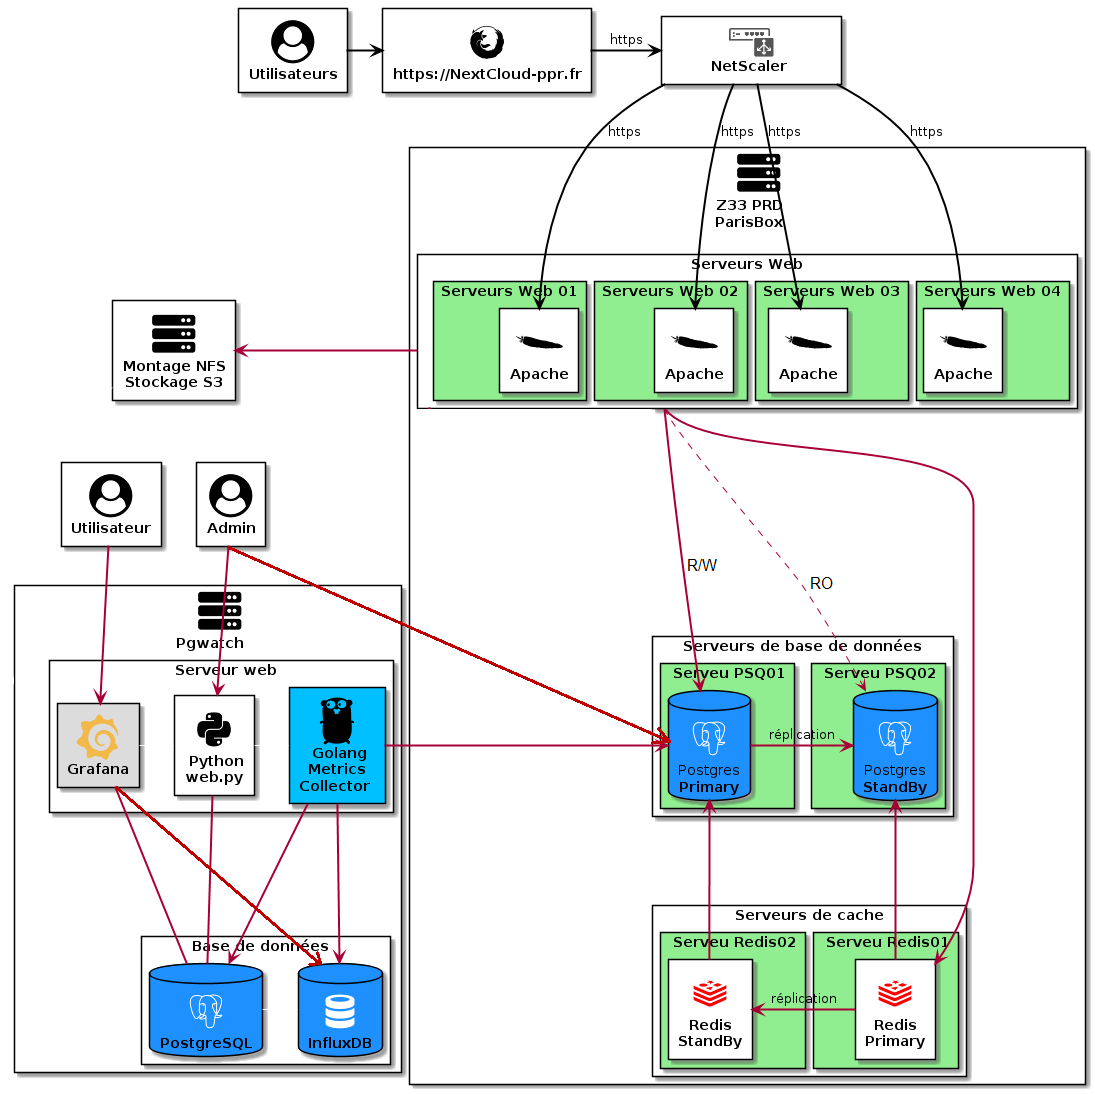 Utilisateurs
https://NextCloud-ppr.fr
https
NetScaler
https
https
https
https
Z33 PRD
ParisBox
Serveurs Web
Serveurs Web 01
Serveurs Web 02
Serveurs Web 03
Serveurs Web 04
Apache
Apache
Apache
Apache
Montage NFS
Stockage S3
Utilisateur
Admin
R/W
RO
Pgwatch
Serveur web
Grafana
Python
web.py
Golang
Metrics
Collector
Serveurs de base de données
Serveu PSQ01
Serveu PSQ02
Postgres
Primary
réplication
Postgres
StandBy
Base de données
PostgreSQL
InfluxDB
Serveurs de cache
Serveu Redis02
Serveu Redis01
Redis
StandBy
réplication
Redis
Primary